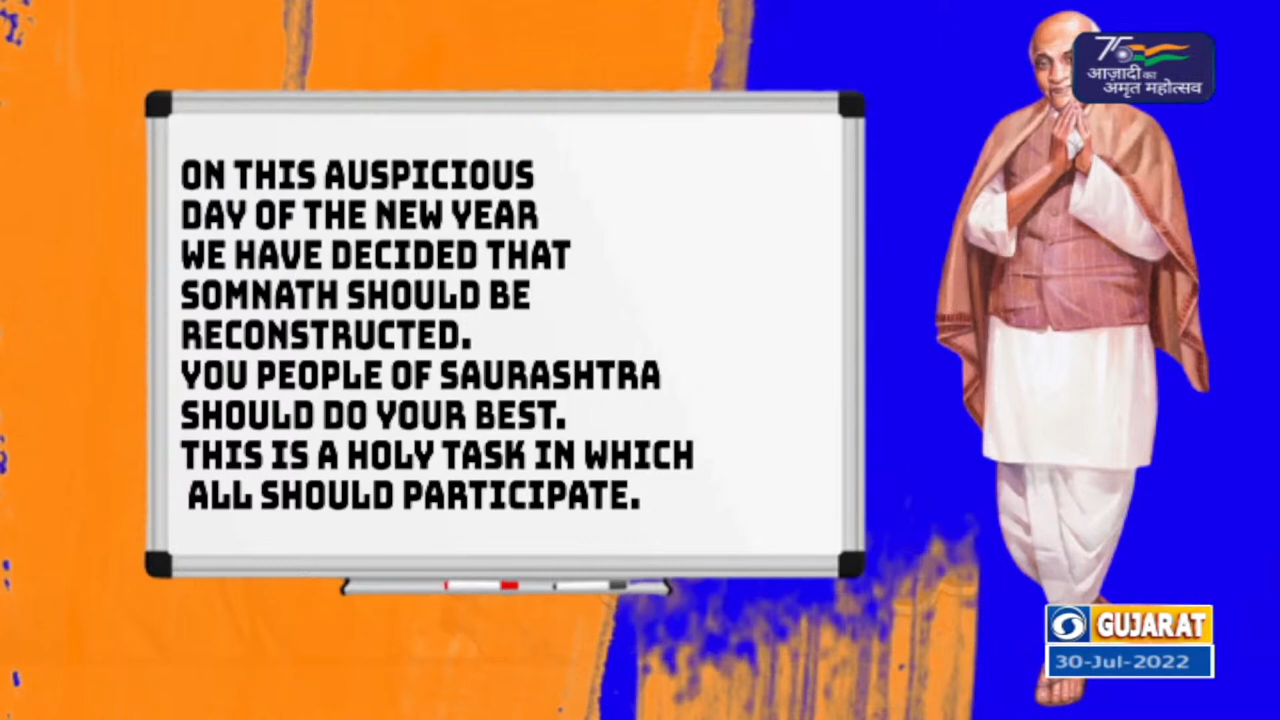 75
आज़ादी का
अमृत महोत्सव
ON THIS AUSPICIOUS
DAY OF THE NEW YEAR
WE HAVE DECIDED THAT
SOMNATH SHOULD BE
RECONSTRUCTED.
YOU PEOPLE OF SAURASHTRA
SHOULD DO YOUR BEST.
THIS IS A HOLY TASK IN WHICH
ALL SHOULD PARTICIPATE.
GUJARAT
30-Jul-2022